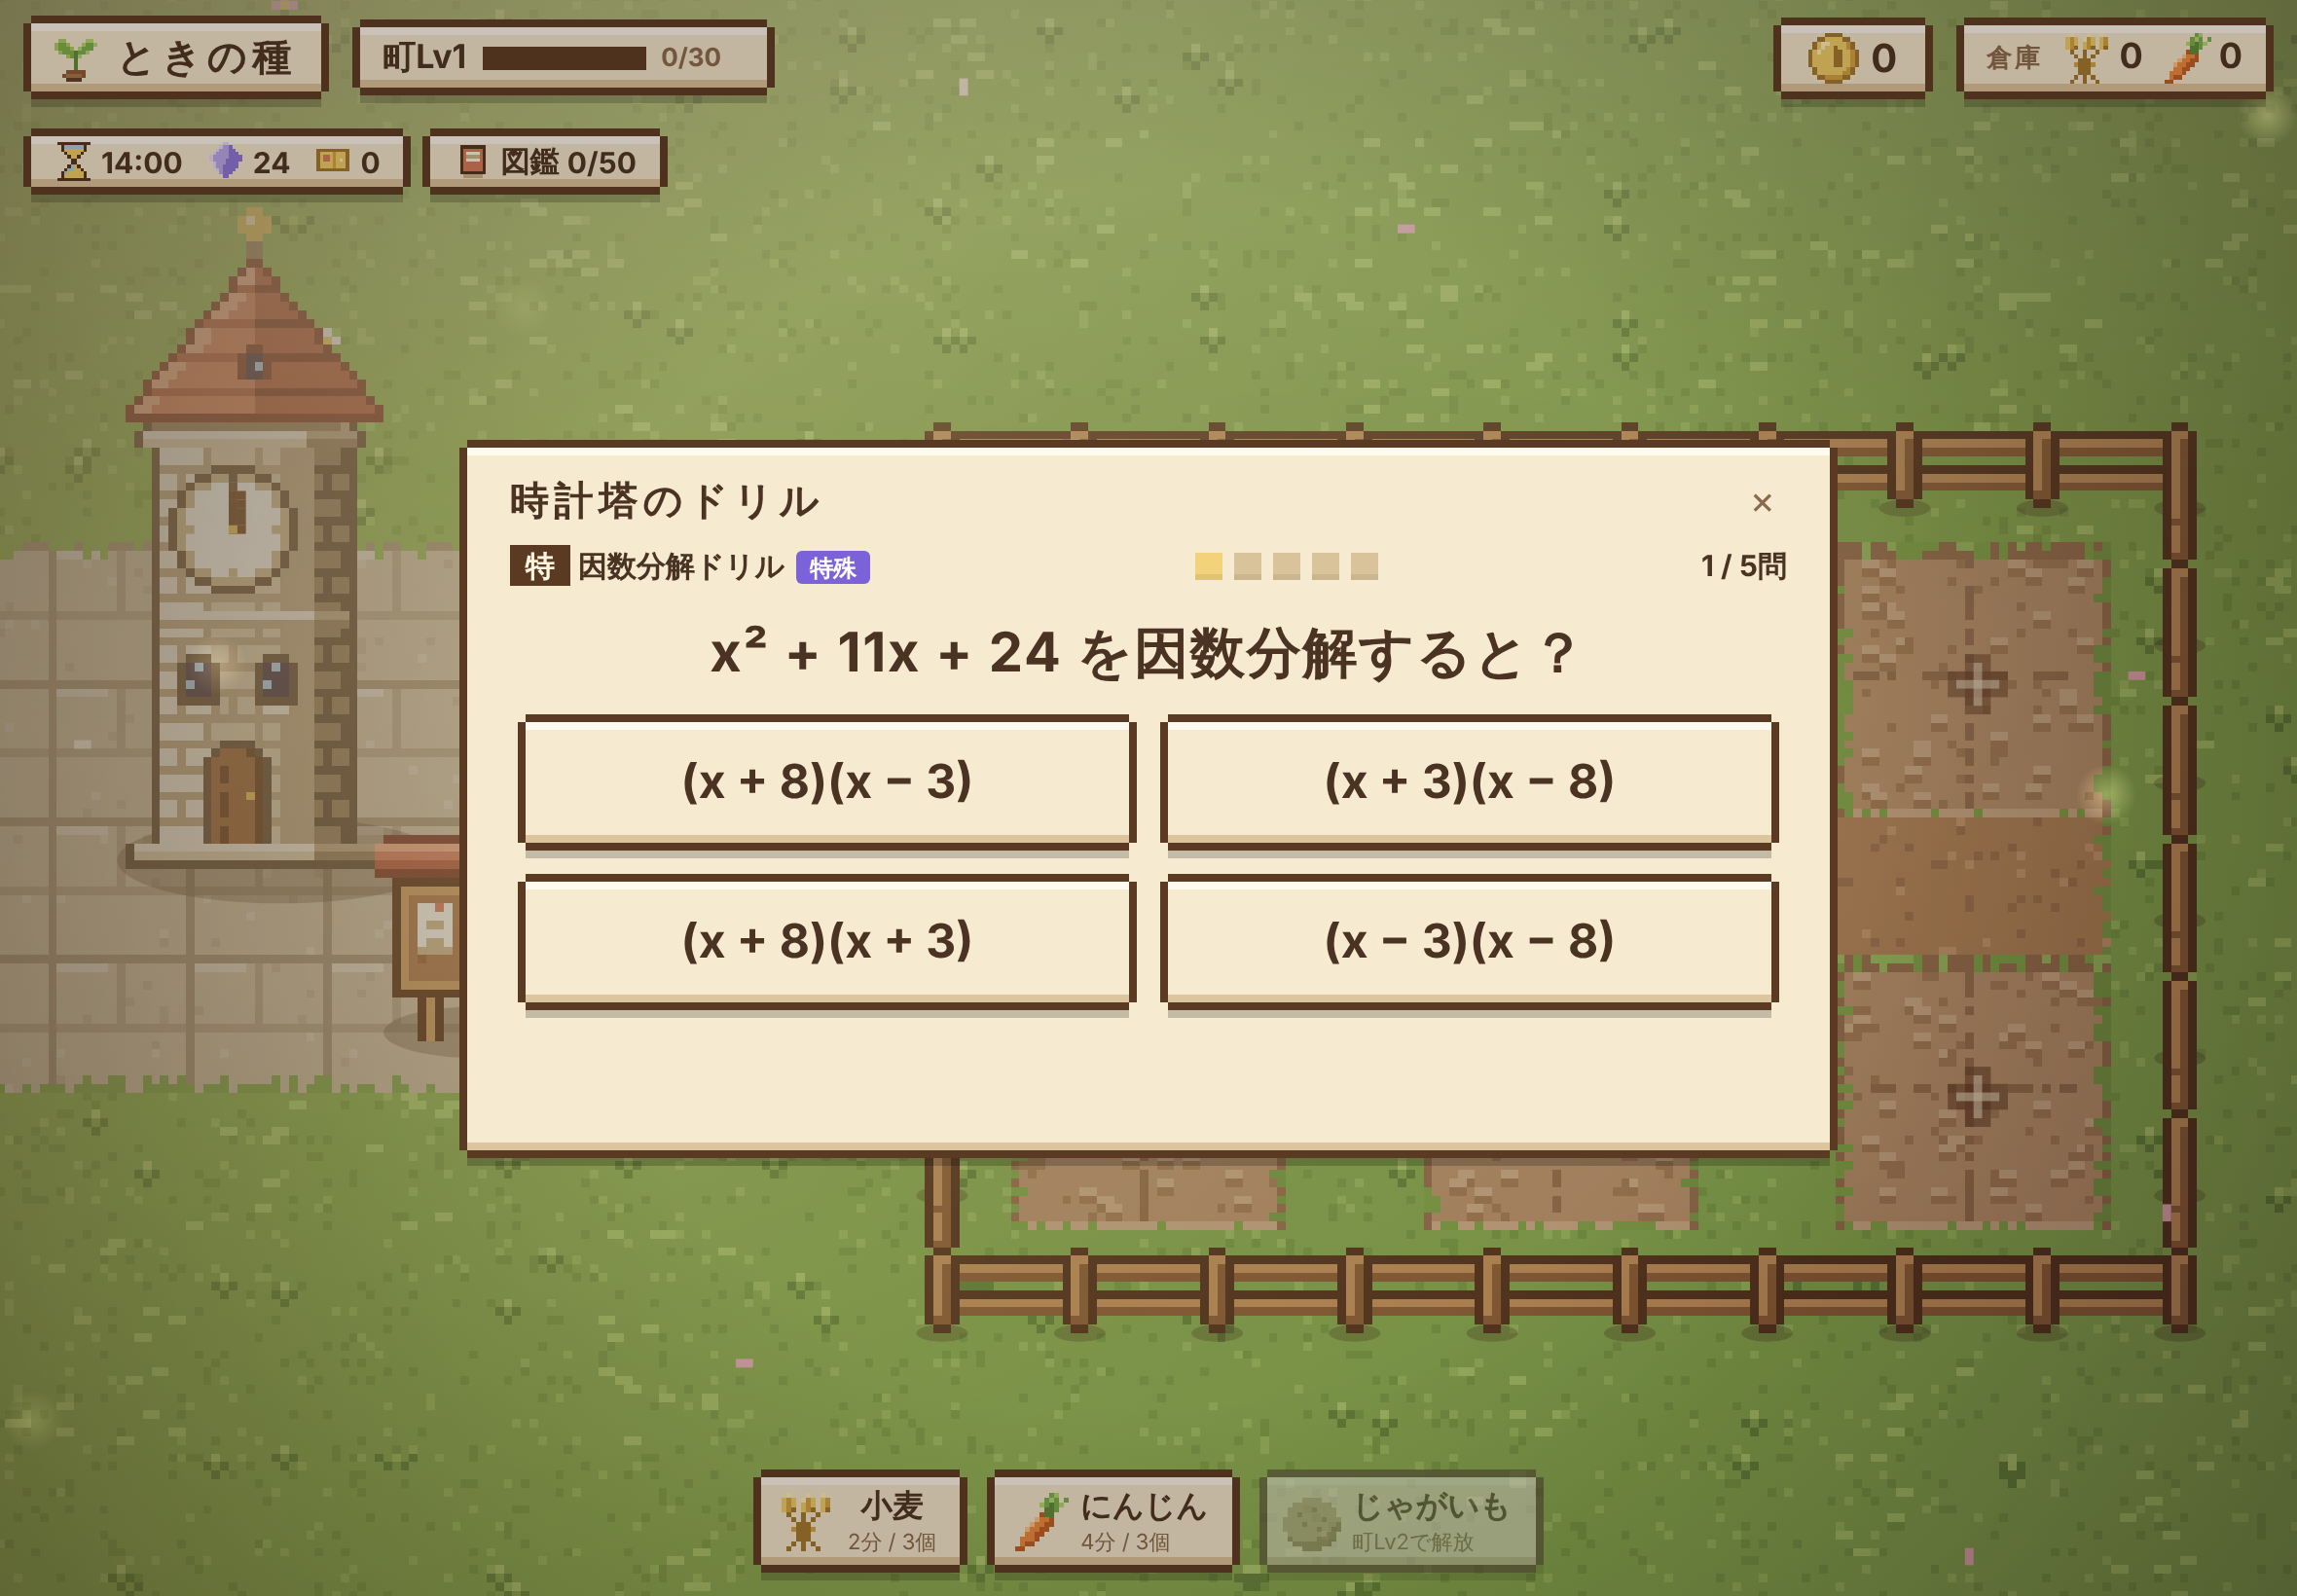 ときの種
町Lv1 0/30
0
倉庫 0 0
14:00 24 0
図鑑 0/50
時計塔のドリル
×
特 因数分解ドリル 特殊
1 / 5問
x² + 11x + 24 を因数分解すると？
(x + 8)(x − 3)
(x + 3)(x − 8)
(x + 8)(x + 3)
(x − 3)(x − 8)
小麦
2分 / 3個
にんじん
4分 / 3個
じゃがいも
町Lv2で解放